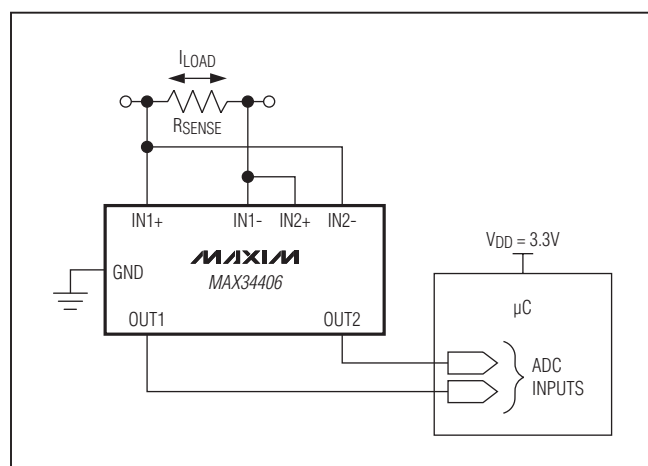 ILOAD
RSENSE
IN1+ IN1- IN2+ IN2-
VDD = 3.3V
GND
MAXIM
MAX34406
µC
OUT1 OUT2
ADC
INPUTS